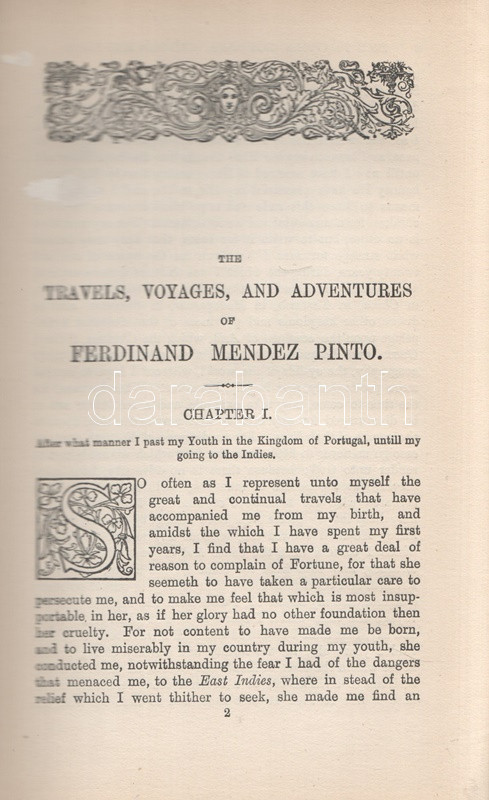 THE
TRAVELS, VOYAGES, AND ADVENTURES
OF
FERDINAND MENDEZ PINTO.
darabanth
CHAPTER I.
After what manner I past my Youth in the Kingdom of Portugal, untill my
going to the Indies.
SO often as I represent unto myself the
great and continual travels that have
accompanied me from my birth, and
amidst the which I have spent my first
years, I find that I have a great deal of
reason to complain of Fortune, for that she
seemeth to have taken a particular care to
persecute me, and to make me feel that which is most insup-
portable in her, as if her glory had no other foundation then
her cruelty. For not content to have made me be born,
and to live miserably in my country during my youth, she
conducted me, notwithstanding the fear I had of the dangers
that menaced me, to the East Indies, where in stead of the
relief which I went thither to seek, she made me find an
2